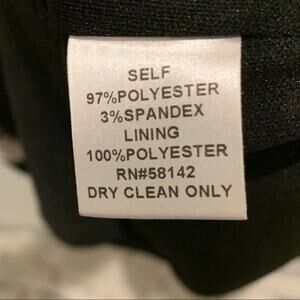 SELF
97%POLYESTER
3%SPANDEX
LINING
100%POLYESTER
RN#58142
DRY CLEAN ONLY